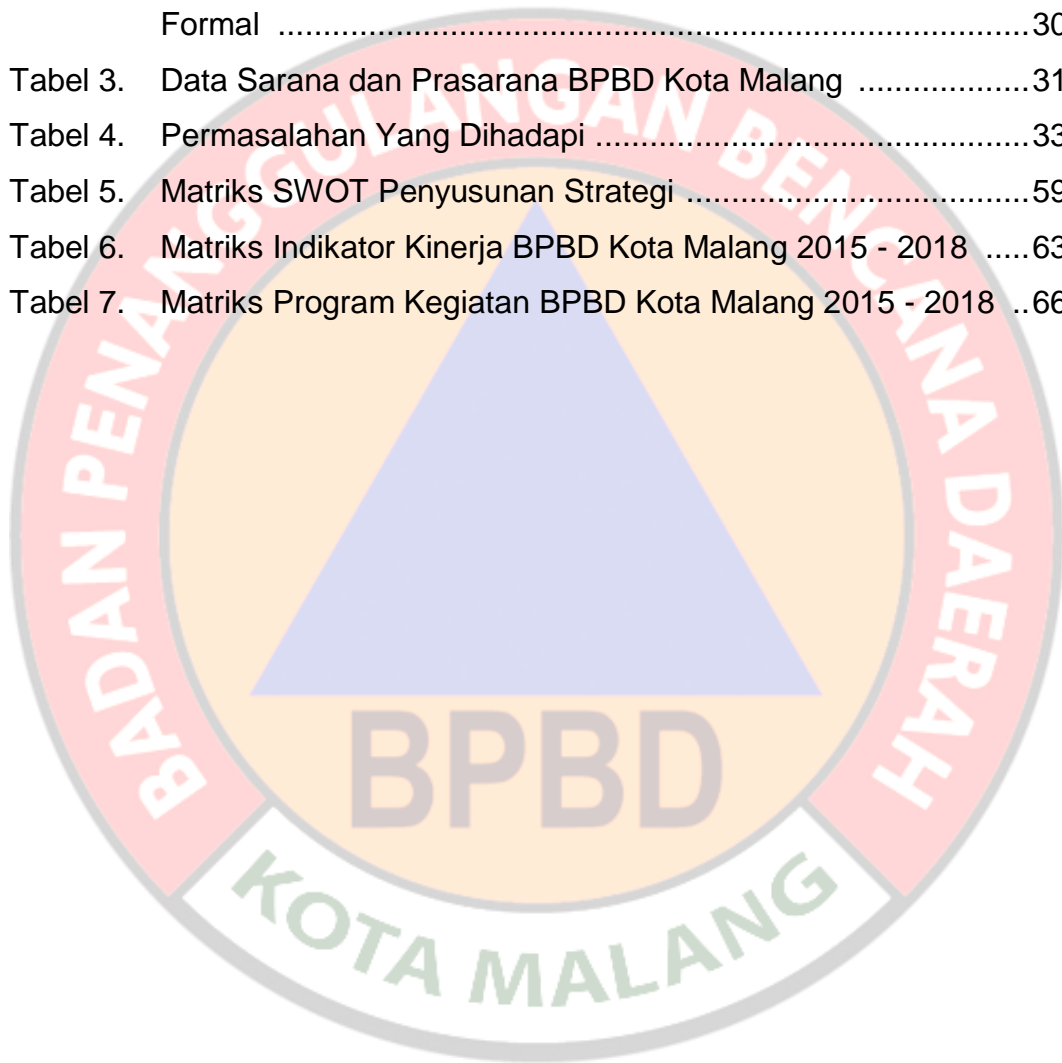 Formal ....................................................................................30
Tabel 3. Data Sarana dan Prasarana BPBD Kota Malang ...................31
Tabel 4. Permasalahan Yang Dihadapi ................................................33
Tabel 5. Matriks SWOT Penyusunan Strategi ......................................59
Tabel 6. Matriks Indikator Kinerja BPBD Kota Malang 2015 - 2018 .....63
Tabel 7. Matriks Program Kegiatan BPBD Kota Malang 2015 - 2018 ..66
BADAN PENANGGULANGAN BENCANA DAERAH
BPBD
KOTA MALANG